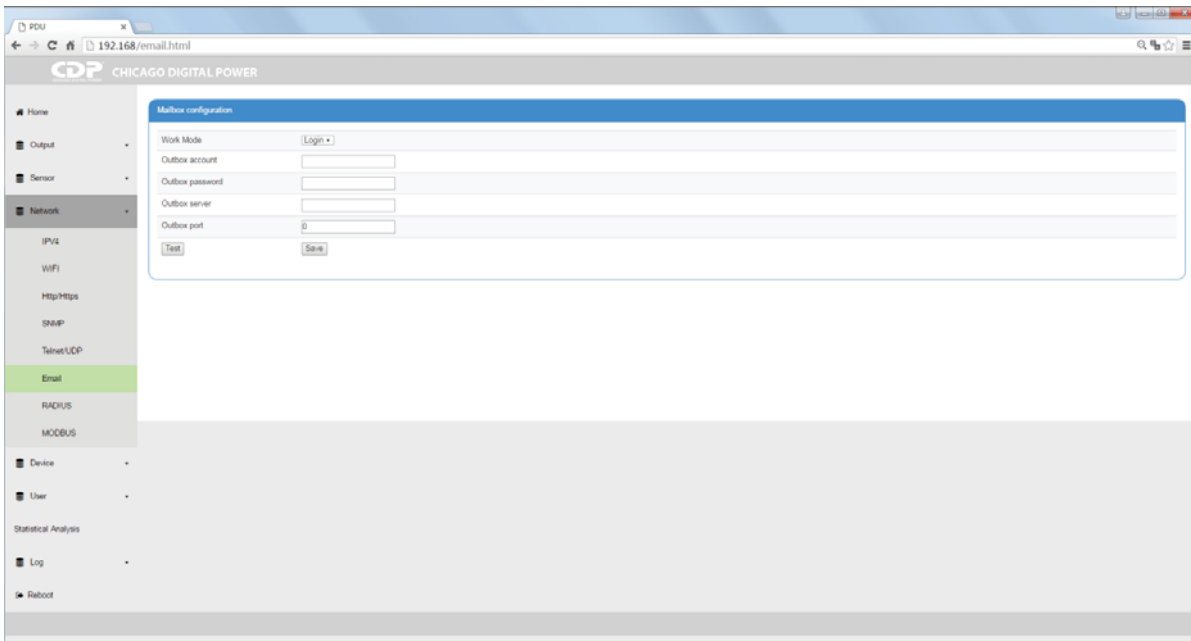 PDU
192.168/email.html
CDP CHICAGO DIGITAL POWER
Home
Output
Sensor
Network
IPV4
WIFI
Http/Https
SNMP
Telnet/UDP
Email
RADIUS
MODBUS
Device
User
Statistical Analysis
Log
Reboot
Mailbox configuration
Work Mode Login
Outbox account
Outbox password
Outbox server
Outbox port 0
Test Save